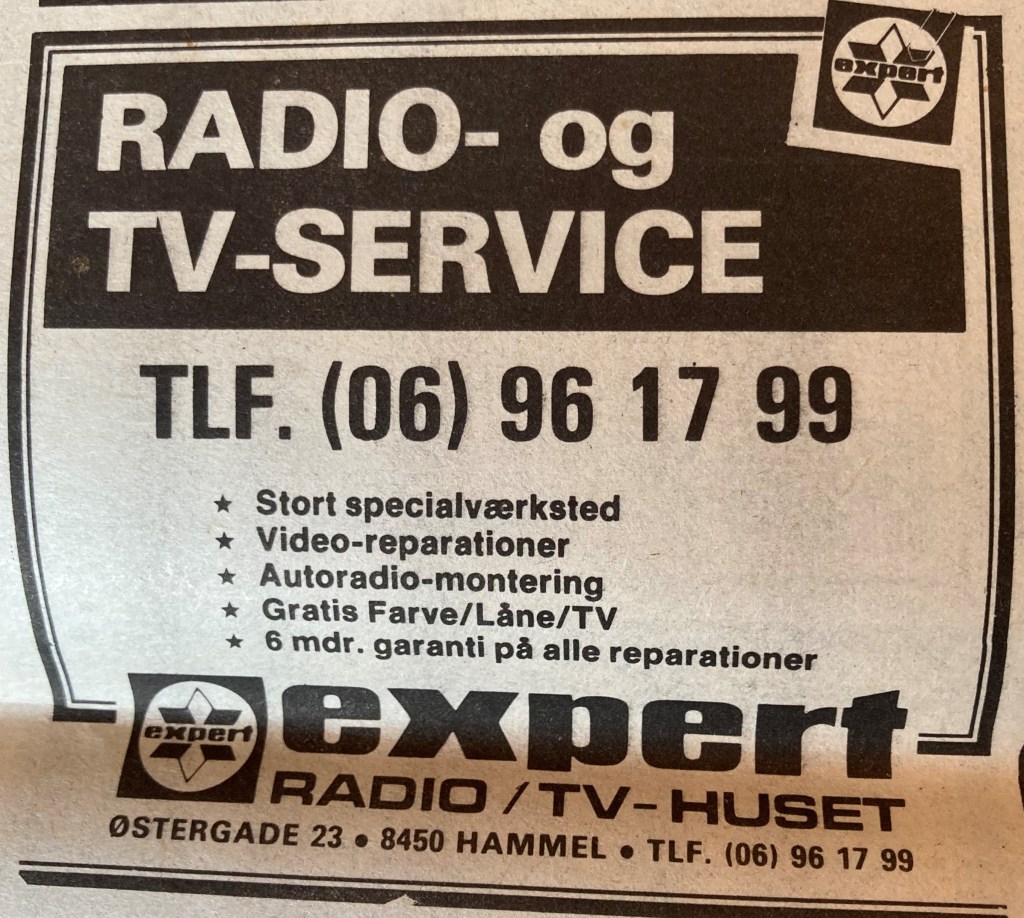 expert
RADIO- og
TV-SERVICE
TLF. (06) 96 17 99
★ Stort specialværksted
★ Video-reparationer
★ Autoradio-montering
★ Gratis Farve/Låne/TV
★ 6 mdr. garanti på alle reparationer
expert expert
RADIO / TV-HUSET
ØSTERGADE 23 • 8450 HAMMEL • TLF. (06) 96 17 99